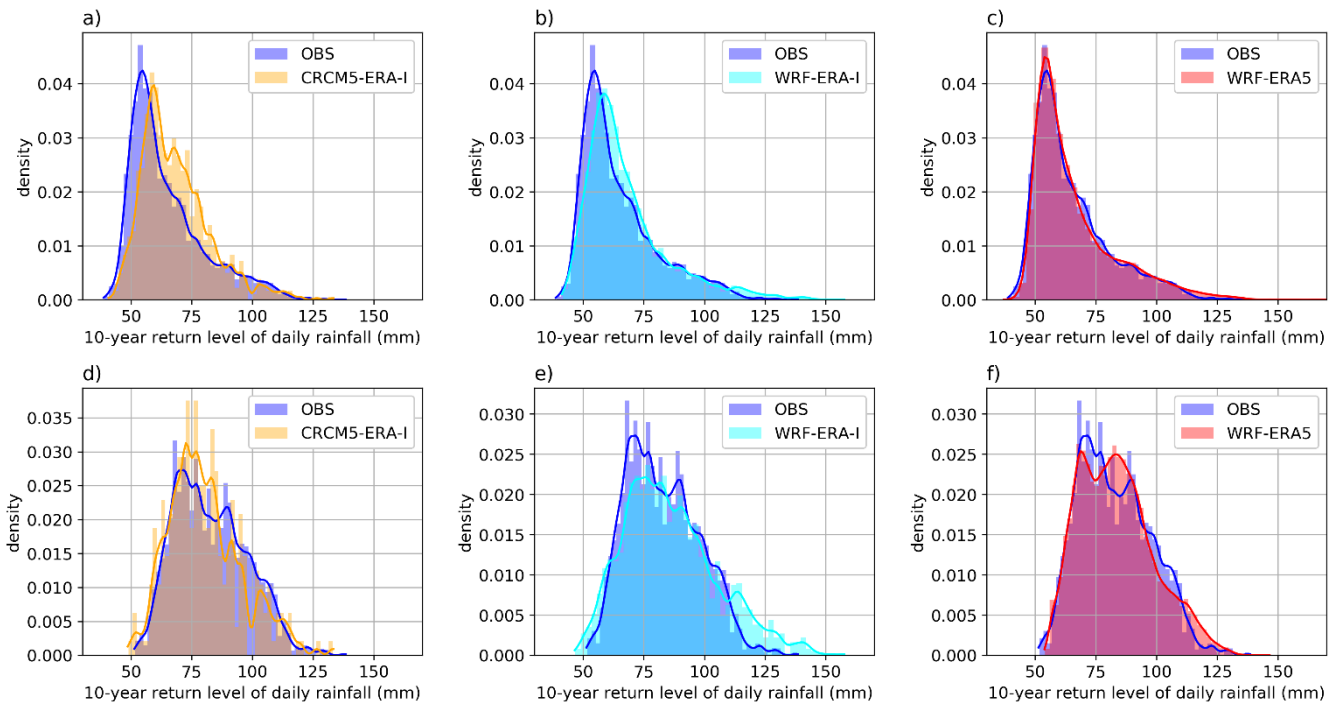 a)
OBS
CRCM5-ERA-I
density
0.04
0.03
0.02
0.01
0.00
50 75 100 125 150
10-year return level of daily rainfall (mm)
b)
OBS
WRF-ERA-I
density
0.04
0.03
0.02
0.01
0.00
50 75 100 125 150
10-year return level of daily rainfall (mm)
c)
OBS
WRF-ERA5
density
0.04
0.03
0.02
0.01
0.00
50 75 100 125 150
10-year return level of daily rainfall (mm)
d)
OBS
CRCM5-ERA-I
density
0.035
0.030
0.025
0.020
0.015
0.010
0.005
0.000
50 75 100 125 150
10-year return level of daily rainfall (mm)
e)
OBS
WRF-ERA-I
density
0.030
0.025
0.020
0.015
0.010
0.005
0.000
50 75 100 125 150
10-year return level of daily rainfall (mm)
f)
OBS
WRF-ERA5
density
0.030
0.025
0.020
0.015
0.010
0.005
0.000
50 75 100 125 150
10-year return level of daily rainfall (mm)